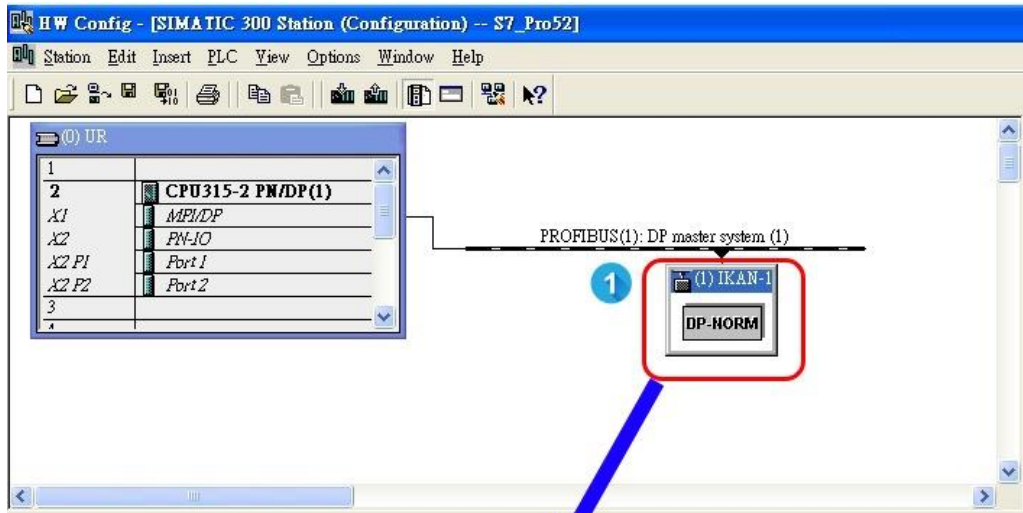 HW Config - [SIMATIC 300 Station (Configuration) -- S7_Pro52]
Station Edit Insert PLC View Options Window Help
(0) UR
1
2 CPU315-2 PN/DP(1)
X1 MPI/DP
X2 PN-IO
X2 P1 Port 1
X2 P2 Port 2
3
4
PROFIBUS(1): DP master system (1)
1
(1) IKAN-1
DP-NORM